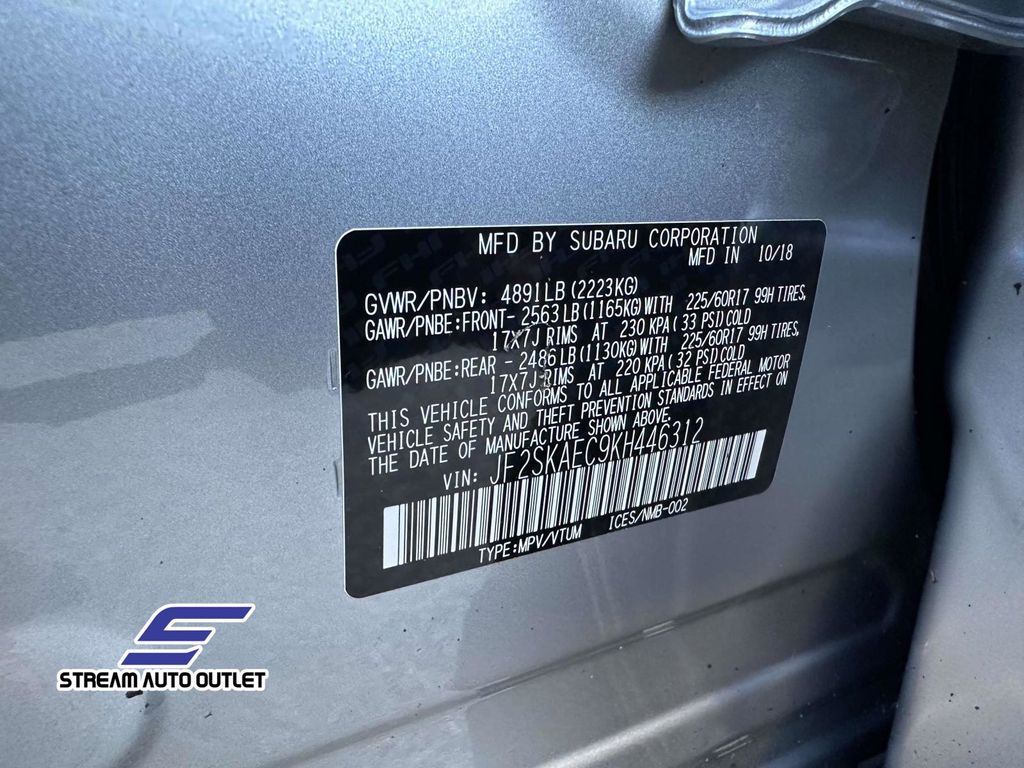 MFD BY SUBARU CORPORATION
MFD IN 10/18
GVWR/PNBV: 4891LB(2223KG)
GAWR/PNBE:FRONT- 2563LB(1165KG)WITH 225/60R17 99H TIRES,
17X7J RIMS AT 230 KPA(33 PSI)COLD
GAWR/PNBE:REAR - 2486LB(1130KG)WITH 225/60R17 99H TIRES,
17X7J RIMS AT 220 KPA(32 PSI)COLD
THIS VEHICLE CONFORMS TO ALL APPLICABLE FEDERAL MOTOR
VEHICLE SAFETY AND THEFT PREVENTION STANDARDS IN EFFECT ON
THE DATE OF MANUFACTURE SHOWN ABOVE.
VIN: JF2SKAEC9KH446312
TYPE:MPV/VTUM ICES/NMB-002
STREAM AUTO OUTLET